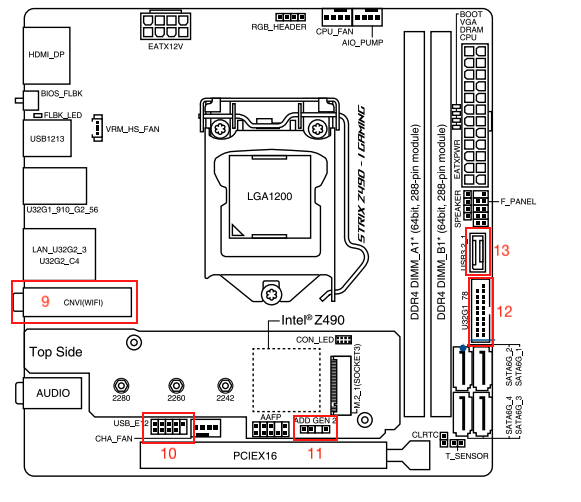 BOOT
VGA
DRAM
CPU
RGB_HEADER
CPU_FAN
AIO_PUMP
EATX12V
HDMI_DP
BIOS_FLBK
FLBK_LED
USB1213
VRM_HS_FAN
U32G1_910_G2_56
LAN_U32G2_3
U32G2_C4
9
CNVI(WIFI)
LGA1200
STRIX Z490-I GAMING
DDR4 DIMM_A1* (64bit, 288-pin module)
DDR4 DIMM_B1* (64bit, 288-pin module)
EATXPWR
SPEAKER
F_PANEL
USB3.2_1
13
U32G1_78
12
Intel® Z490
CON_LED
Top Side
M.2_1(SOCKET3)
SATA6G_2
SATA6G_1
AUDIO
2280
2260
2242
SATA6G_4
SATA6G_3
USB_E12
AAFP
ADD GEN 2
CHA_FAN
10
11
CLRTC
T_SENSOR
PCIEX16